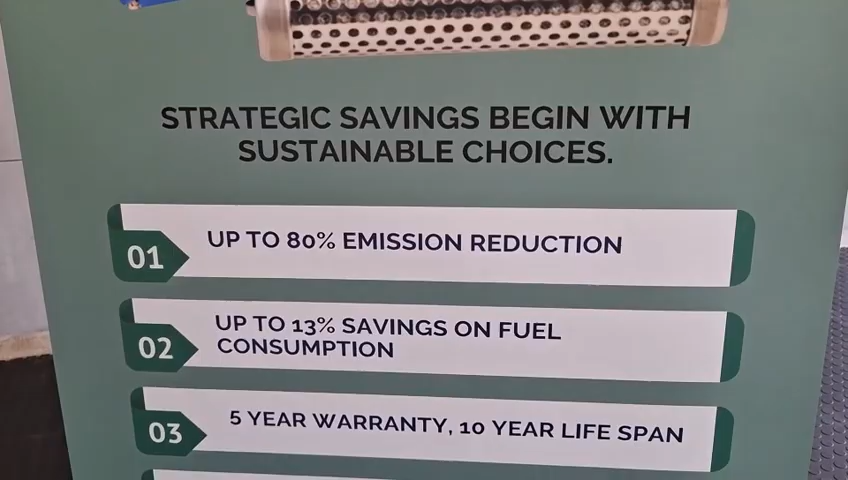 STRATEGIC SAVINGS BEGIN WITH
SUSTAINABLE CHOICES.
01
UP TO 80% EMISSION REDUCTION
02
UP TO 13% SAVINGS ON FUEL
CONSUMPTION
03
5 YEAR WARRANTY, 10 YEAR LIFE SPAN